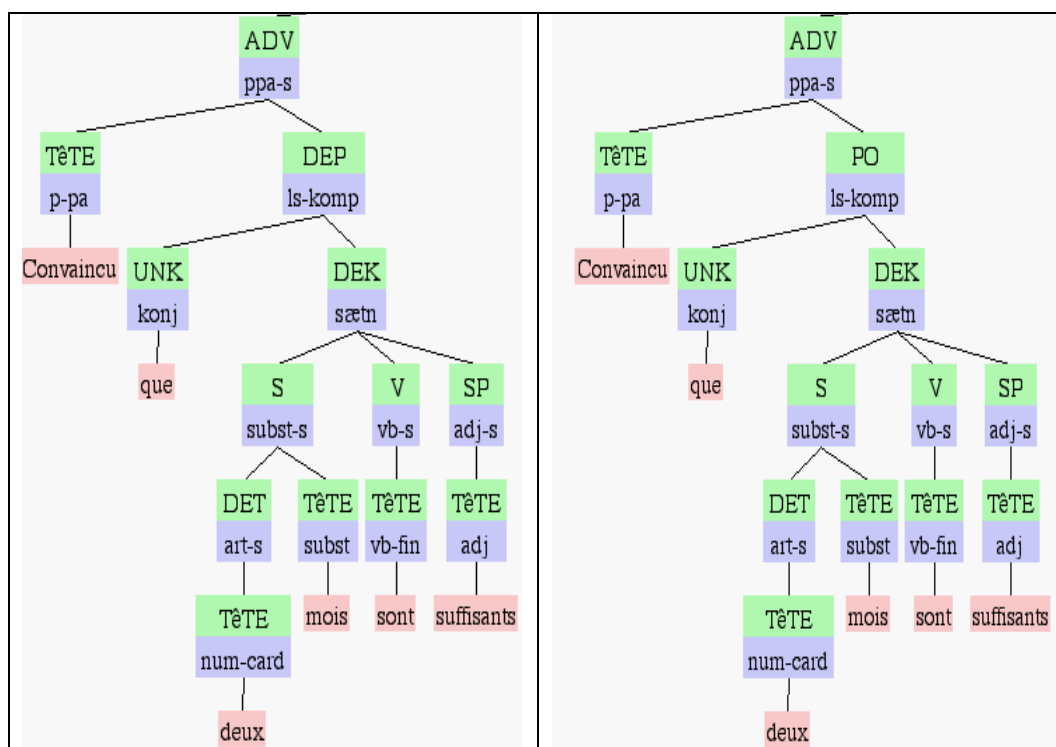 ADV
ppa-s
TêTE DEP
p-pa ls-komp
Convaincu UNK DEK
konj sætn
que S V SP
subst-s vb-s adj-s
DET TêTE TêTE TêTE
art-s subst vb-fin adj
TêTE mois sont suffisants
num-card
deux
ADV
ppa-s
TêTE PO
p-pa ls-komp
Convaincu UNK DEK
konj sætn
que S V SP
subst-s vb-s adj-s
DET TêTE TêTE TêTE
art-s subst vb-fin adj
TêTE mois sont suffisants
num-card
deux